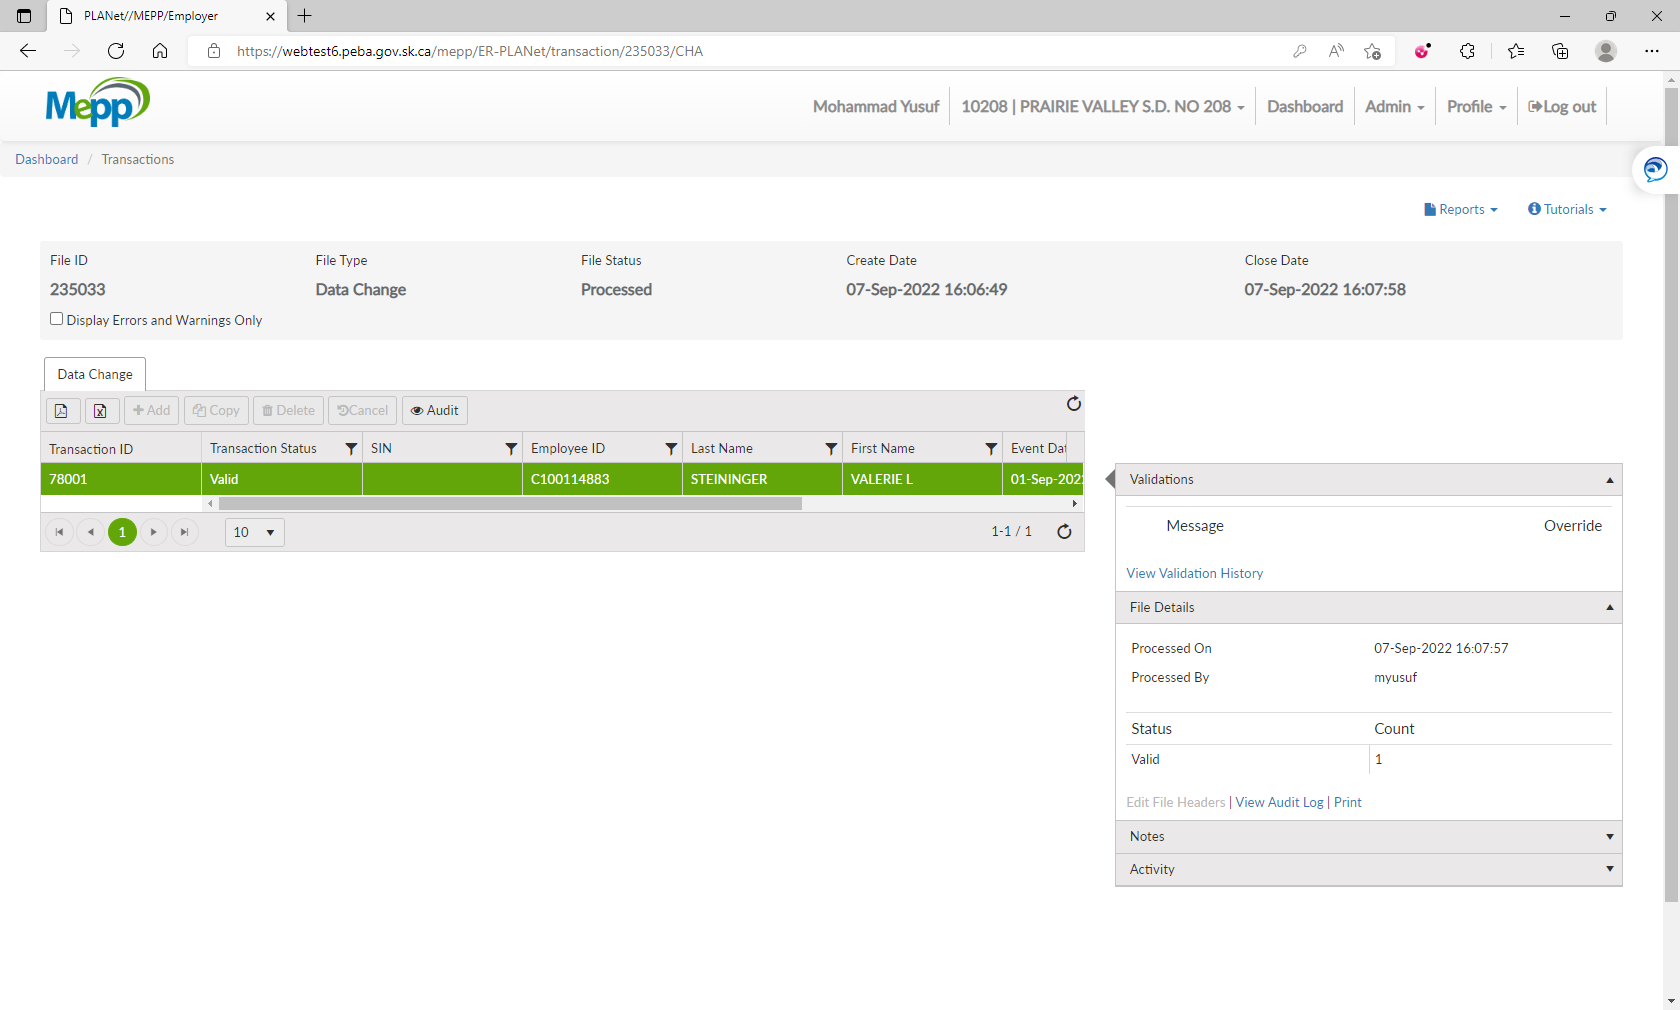 PLANet//MEPP/Employer
https://webtest6.peba.gov.sk.ca/mepp/ER-PLANet/transaction/235033/CHA
Mepp
Mohammad Yusuf
10208 | PRAIRIE VALLEY S.D. NO 208
Dashboard
Admin
Profile
Log out
Dashboard / Transactions
Reports
Tutorials
File ID
File Type
File Status
Create Date
Close Date
235033
Data Change
Processed
07-Sep-2022 16:06:49
07-Sep-2022 16:07:58
Display Errors and Warnings Only
Data Change
Add
Copy
Delete
Cancel
Audit
Transaction ID
Transaction Status
SIN
Employee ID
Last Name
First Name
Event Dat
78001
Valid
C100114883
STEININGER
VALERIE L
01-Sep-202
1
10
1-1 / 1
Validations
Message
Override
View Validation History
File Details
Processed On
07-Sep-2022 16:07:57
Processed By
myusuf
Status
Count
Valid
1
Edit File Headers | View Audit Log | Print
Notes
Activity